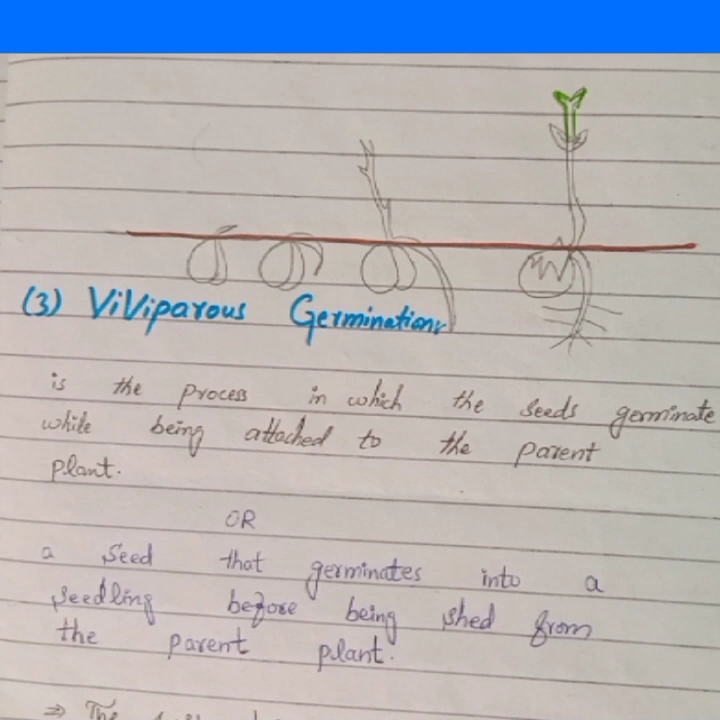 (3) ViViparous Germination
is the process in which the seeds germinate
while being attached to the parent
plant.
OR
a seed that germinates into a
seedling before being shed from
the parent plant.
⇒ The